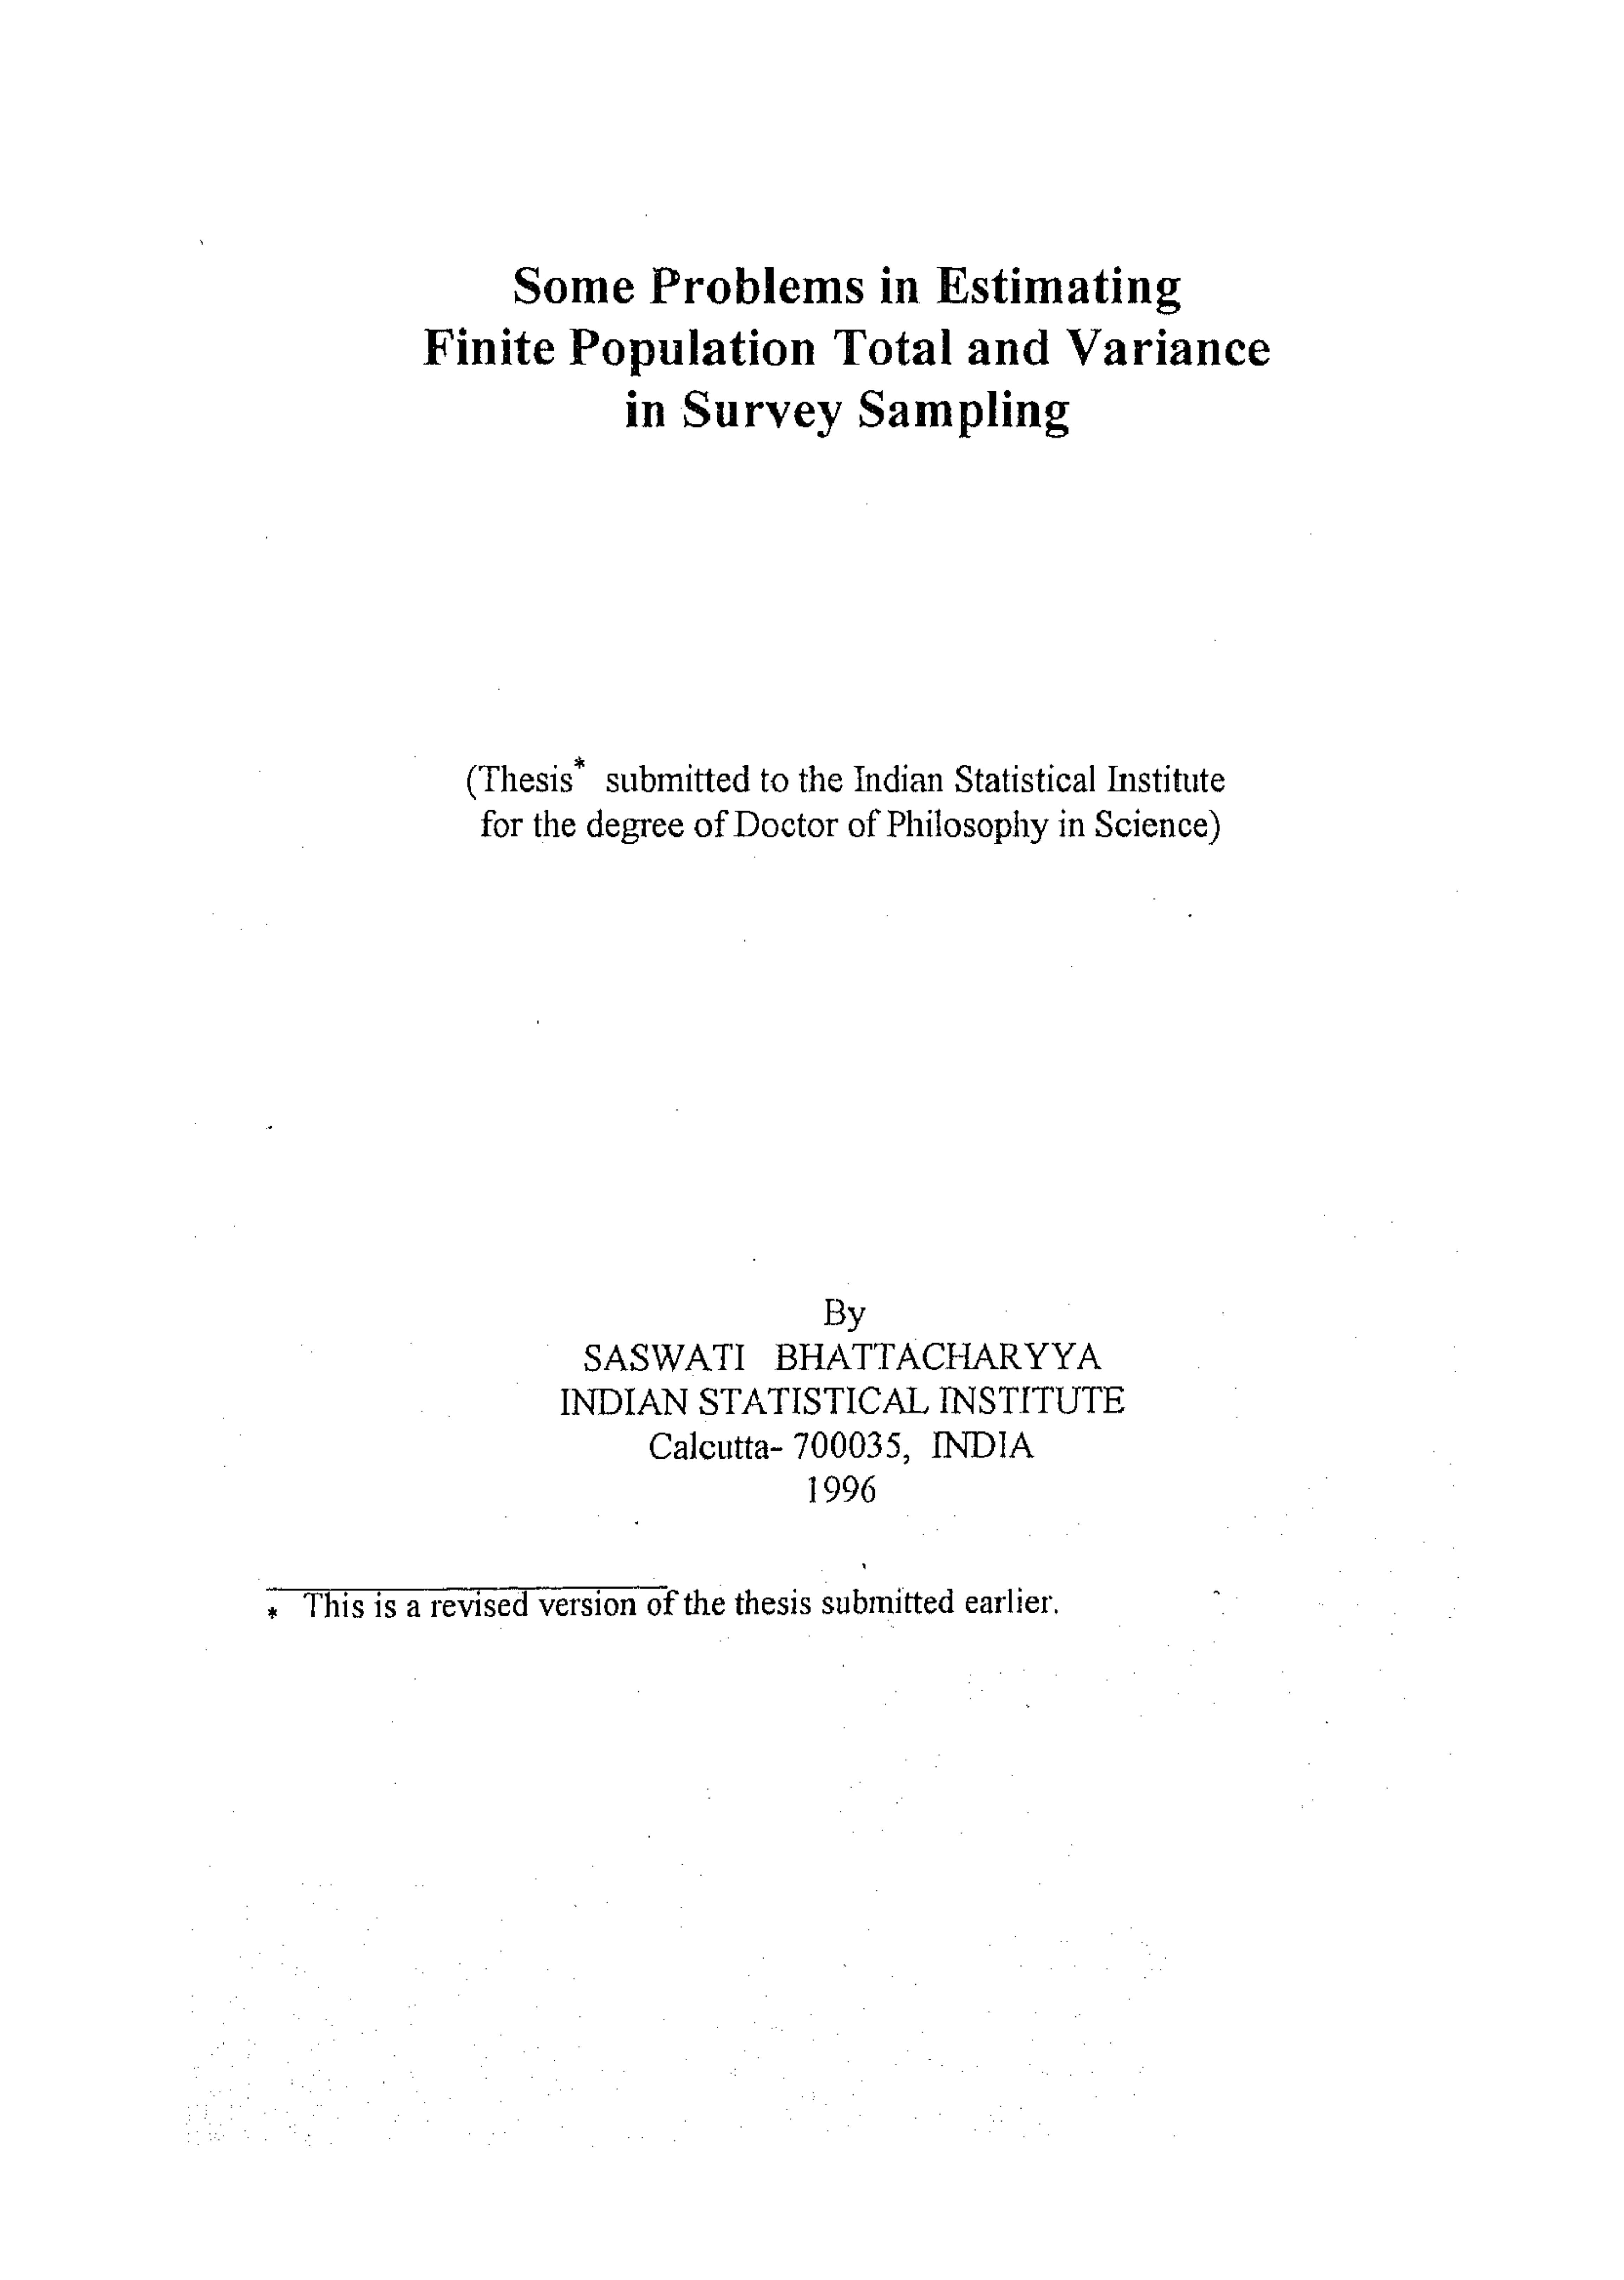 Some Problems in Estimating
Finite Population Total and Variance
in Survey Sampling
(Thesis* submitted to the Indian Statistical Institute
for the degree of Doctor of Philosophy in Science)
By
SASWATI BHATTACHARYYA
INDIAN STATISTICAL INSTITUTE
Calcutta- 700035, INDIA
1996
* This is a revised version of the thesis submitted earlier.